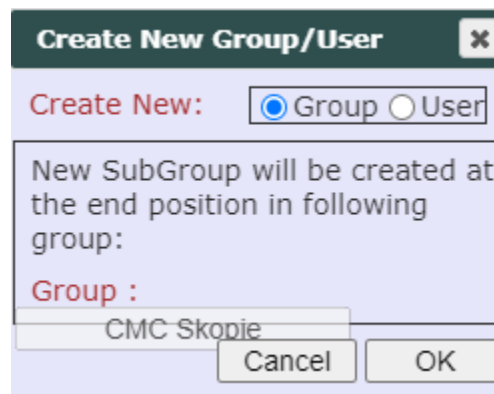 Create New Group/User
Create New: Group User
New SubGroup will be created at
the end position in following
group:
Group :
CMC Skopje
Cancel OK